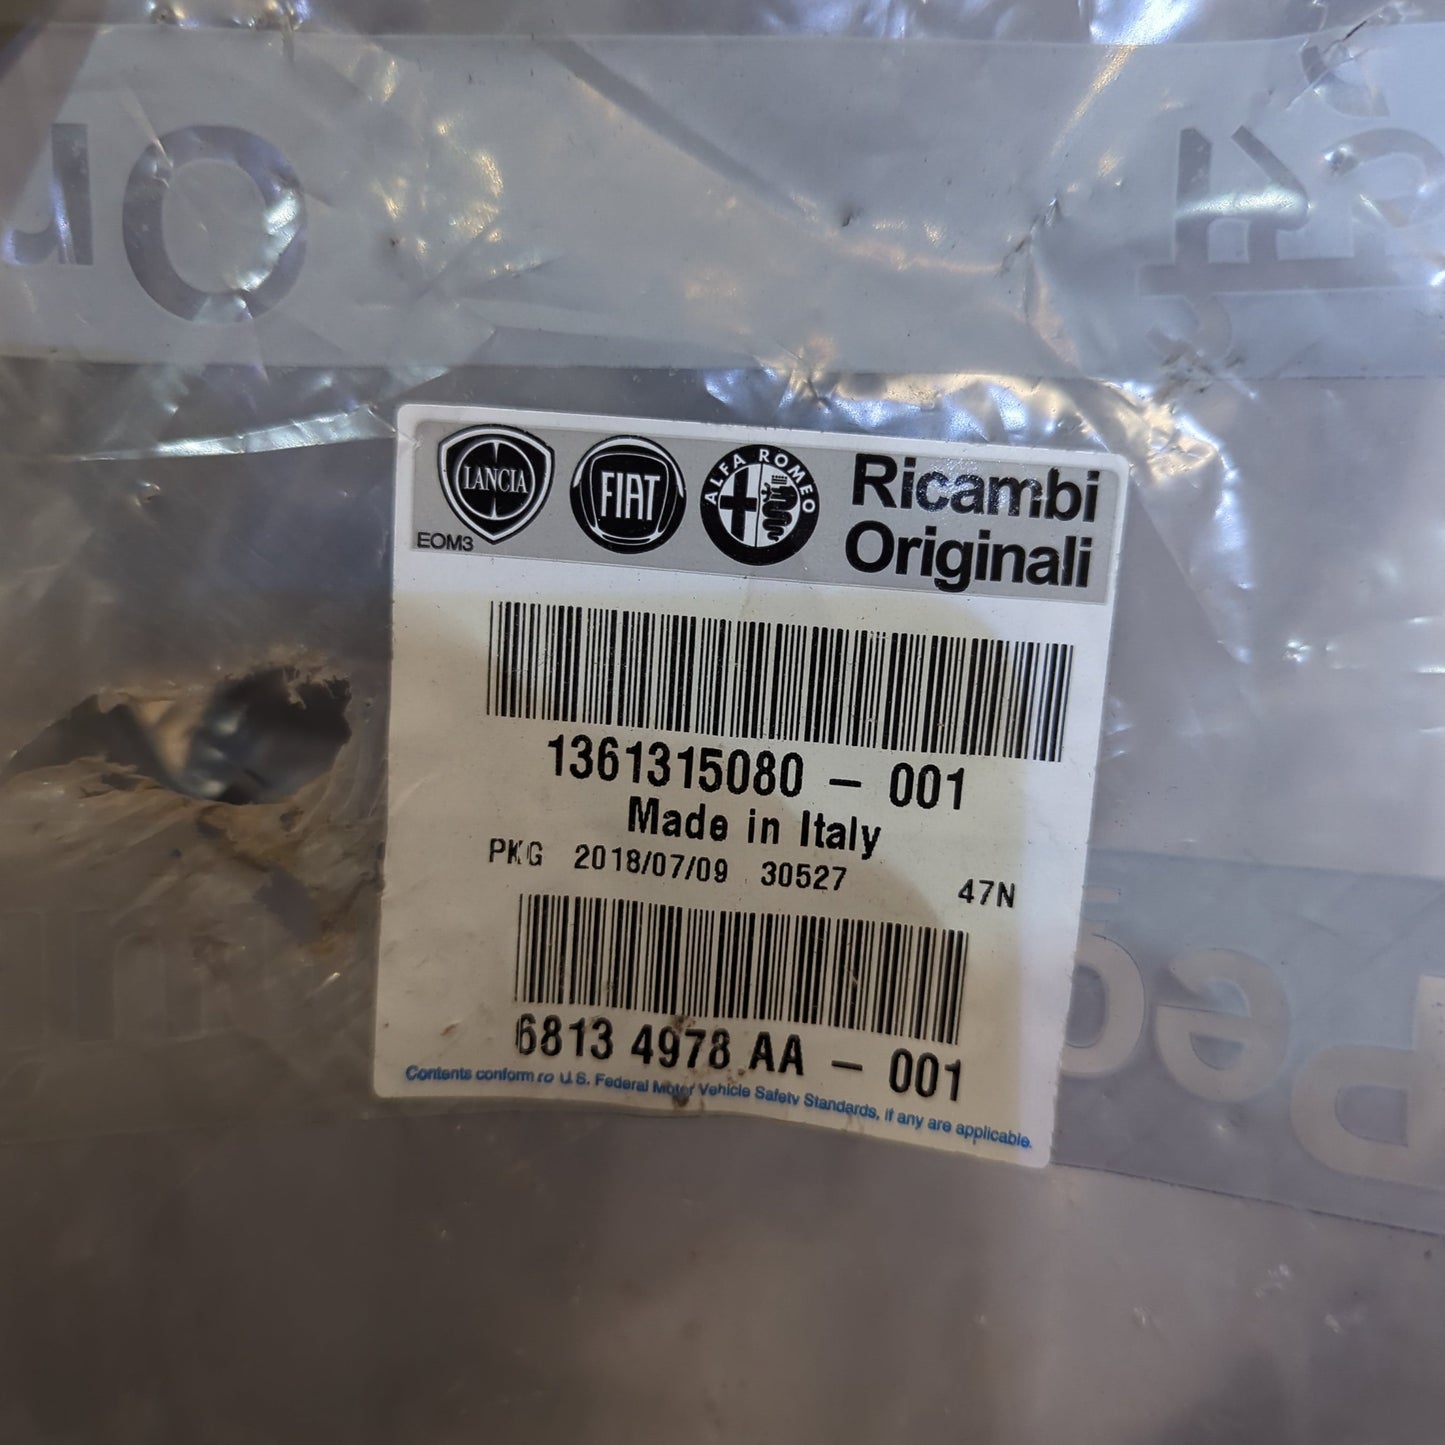 LANCIA
FIAT
ALFA ROMEO
Ricambi
Originali
EOM3
1361315080 – 001
Made in Italy
PKG 2018/07/09 30527 47N
6813 4978 AA – 001
Contents conform to U.S. Federal Motor Vehicle Safety Standards, if any are applicable.